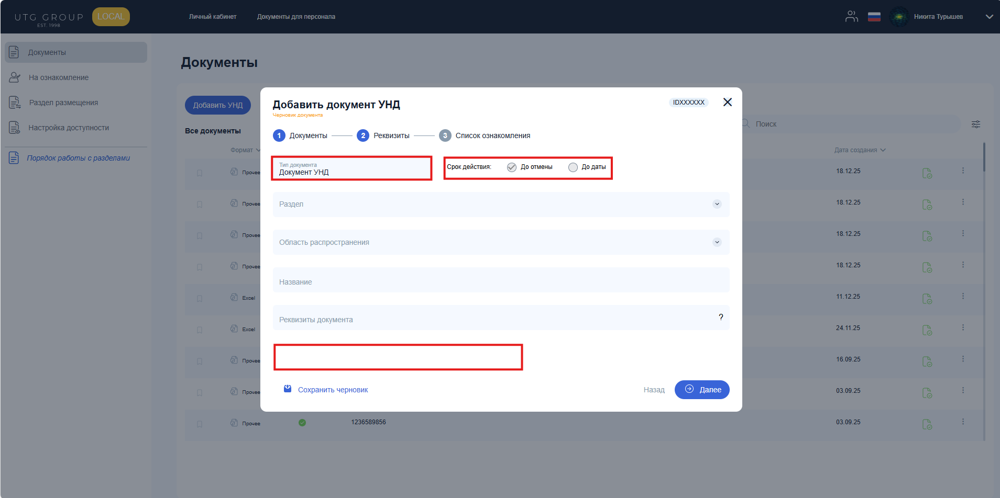 UTG GROUP
EST. 1998
LOCAL
Личный кабинет
Документы для персонала
Никита Турышев
Документы
На ознакомление
Раздел размещения
Настройка доступности
Порядок работы с разделами
Документы
Добавить УНД
Все документы
Поиск
Формат
Дата создания
Прочее
18.12.25
Прочее
18.12.25
Прочее
18.12.25
Прочее
18.12.25
Excel
11.12.25
Excel
24.11.25
Прочее
16.09.25
Прочее
03.09.25
Прочее
1236589856
03.09.25
Добавить документ УНД
Черновик документа
IDXXXXXX
1 Документы
2 Реквизиты
3 Список ознакомления
Тип документа
Документ УНД
Срок действия:
До отмены
До даты
Раздел
Область распространения
Название
Реквизиты документа
?
Сохранить черновик
Назад
Далее